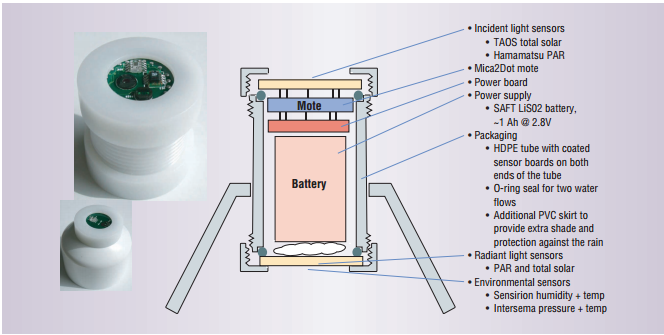 • Incident light sensors
• TAOS total solar
• Hamamatsu PAR
• Mica2Dot mote
• Power board
• Power supply
• SAFT LiS02 battery,
~1 Ah @ 2.8V
• Packaging
• HDPE tube with coated
sensor boards on both
ends of the tube
• O-ring seal for two water
flows
• Additional PVC skirt to
provide extra shade and
protection against the rain
• Radiant light sensors
• PAR and total solar
• Environmental sensors
• Sensirion humidity + temp
• Intersema pressure + temp
Mote
Battery